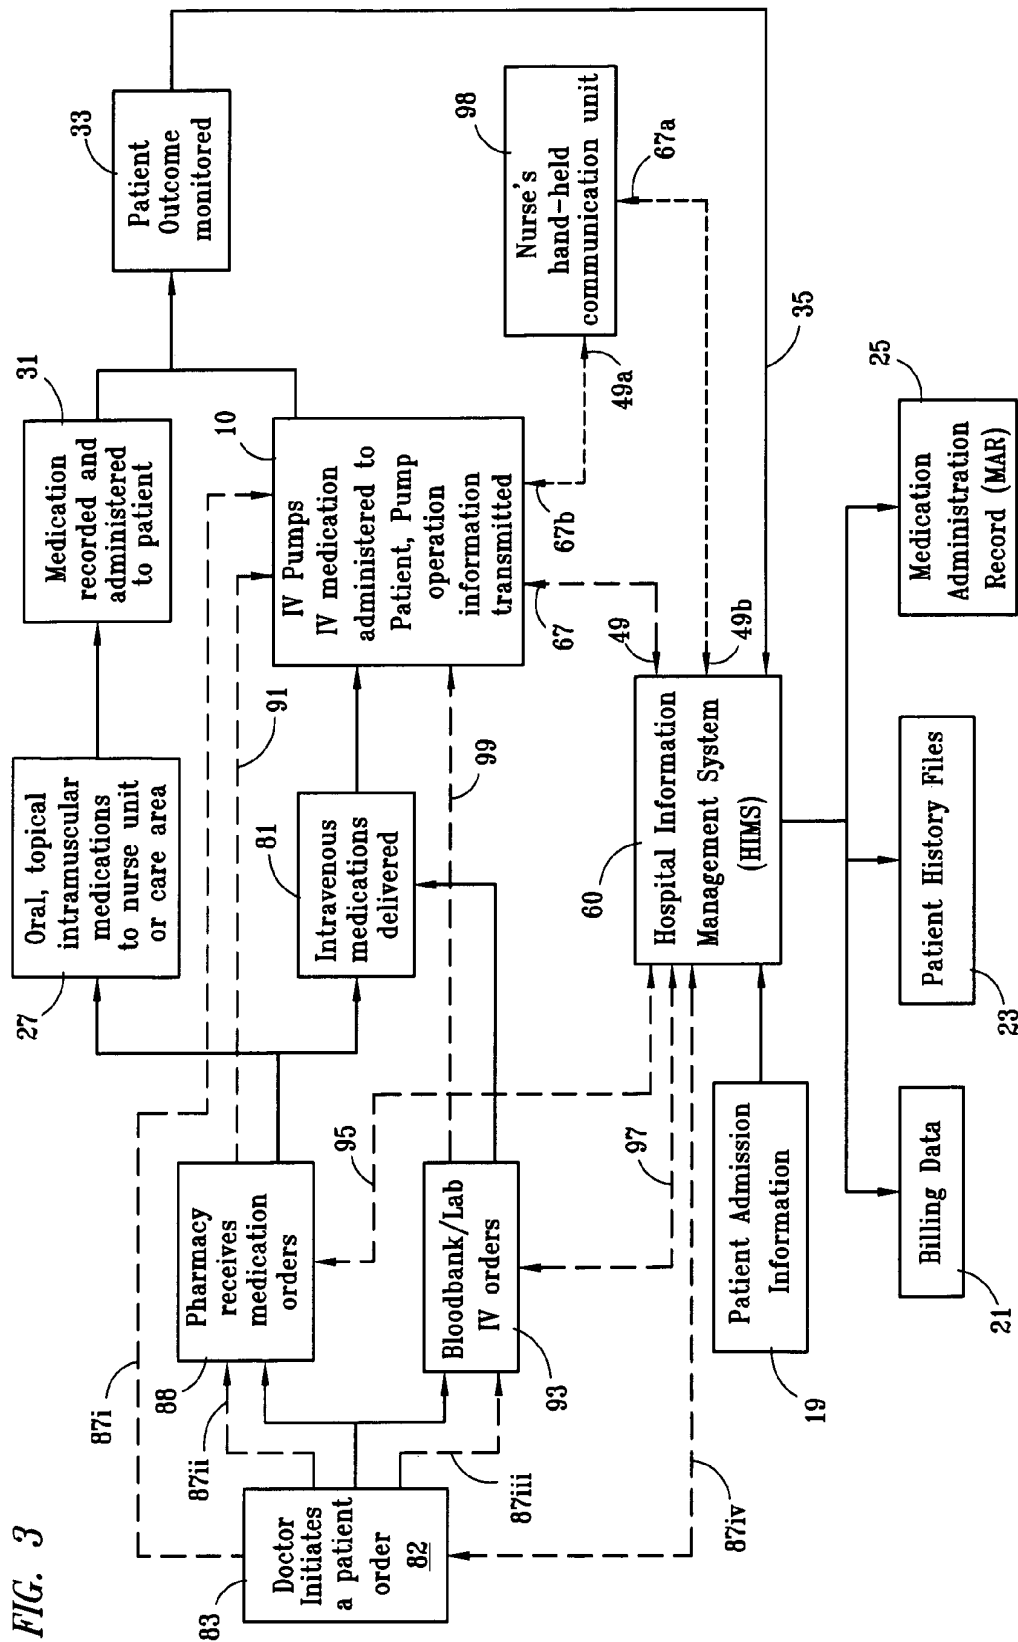 FIG. 3
83
Doctor
Initiates
a patient
order
82
87i
87ii
87iii
87iv
88
Pharmacy
receives
medication
orders
Bloodbank/Lab
IV orders
93
95
97
19
Patient Admission
Information
27
Oral, topical
intramuscular
medications
to nurse unit
or care area
91
81
Intravenous
medications
delivered
99
60
Hospital Information
Management System
(HIMS)
31
Medication
recorded and
administered
to patient
10
IV Pumps
IV medication
administered to
Patient, Pump
operation
information
transmitted
67
67b
49
49b
49a
33
Patient
Outcome
monitored
98
Nurse's
hand-held
communication unit
67a
35
21
Billing Data
23
Patient History Files
25
Medication
Administration
Record (MAR)